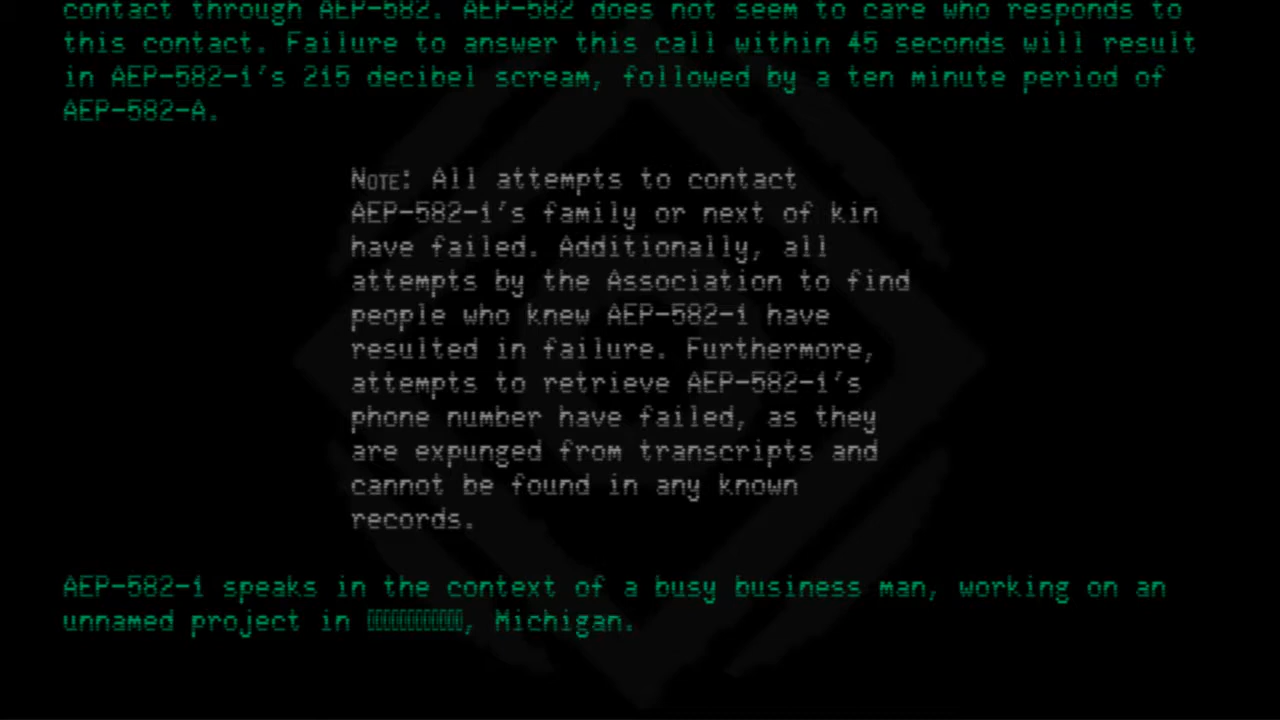 contact through AEP-582. AEP-582 does not seem to care who responds to
this contact. Failure to answer this call within 45 seconds will result
in AEP-582-1's 215 decibel scream, followed by a ten minute period of
AEP-582-A.
Note: All attempts to contact
AEP-582-1's family or next of kin
have failed. Additionally, all
attempts by the Association to find
people who knew AEP-582-1 have
resulted in failure. Furthermore,
attempts to retrieve AEP-582-1's
phone number have failed, as they
are expunged from transcripts and
cannot be found in any known
records.
AEP-582-1 speaks in the context of a busy business man, working on an
unnamed project in ▯▯▯▯▯▯▯▯▯▯▯▯, Michigan.